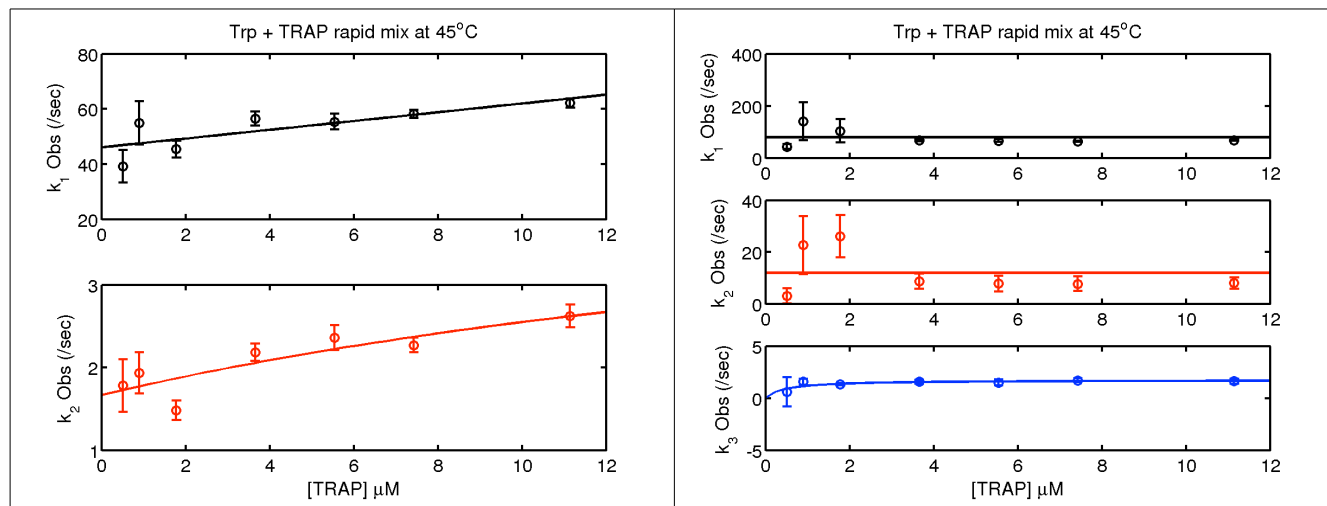 Trp + TRAP rapid mix at 45°C
80
60
40
20
k1 Obs (/sec)
0 2 4 6 8 10 12
3
2
1
k2 Obs (/sec)
0 2 4 6 8 10 12
[TRAP] μM
Trp + TRAP rapid mix at 45°C
400
200
0
k1 Obs (/sec)
0 2 4 6 8 10 12
40
20
0
k2 Obs (/sec)
0 2 4 6 8 10 12
5
0
-5
k3 Obs (/sec)
0 2 4 6 8 10 12
[TRAP] μM